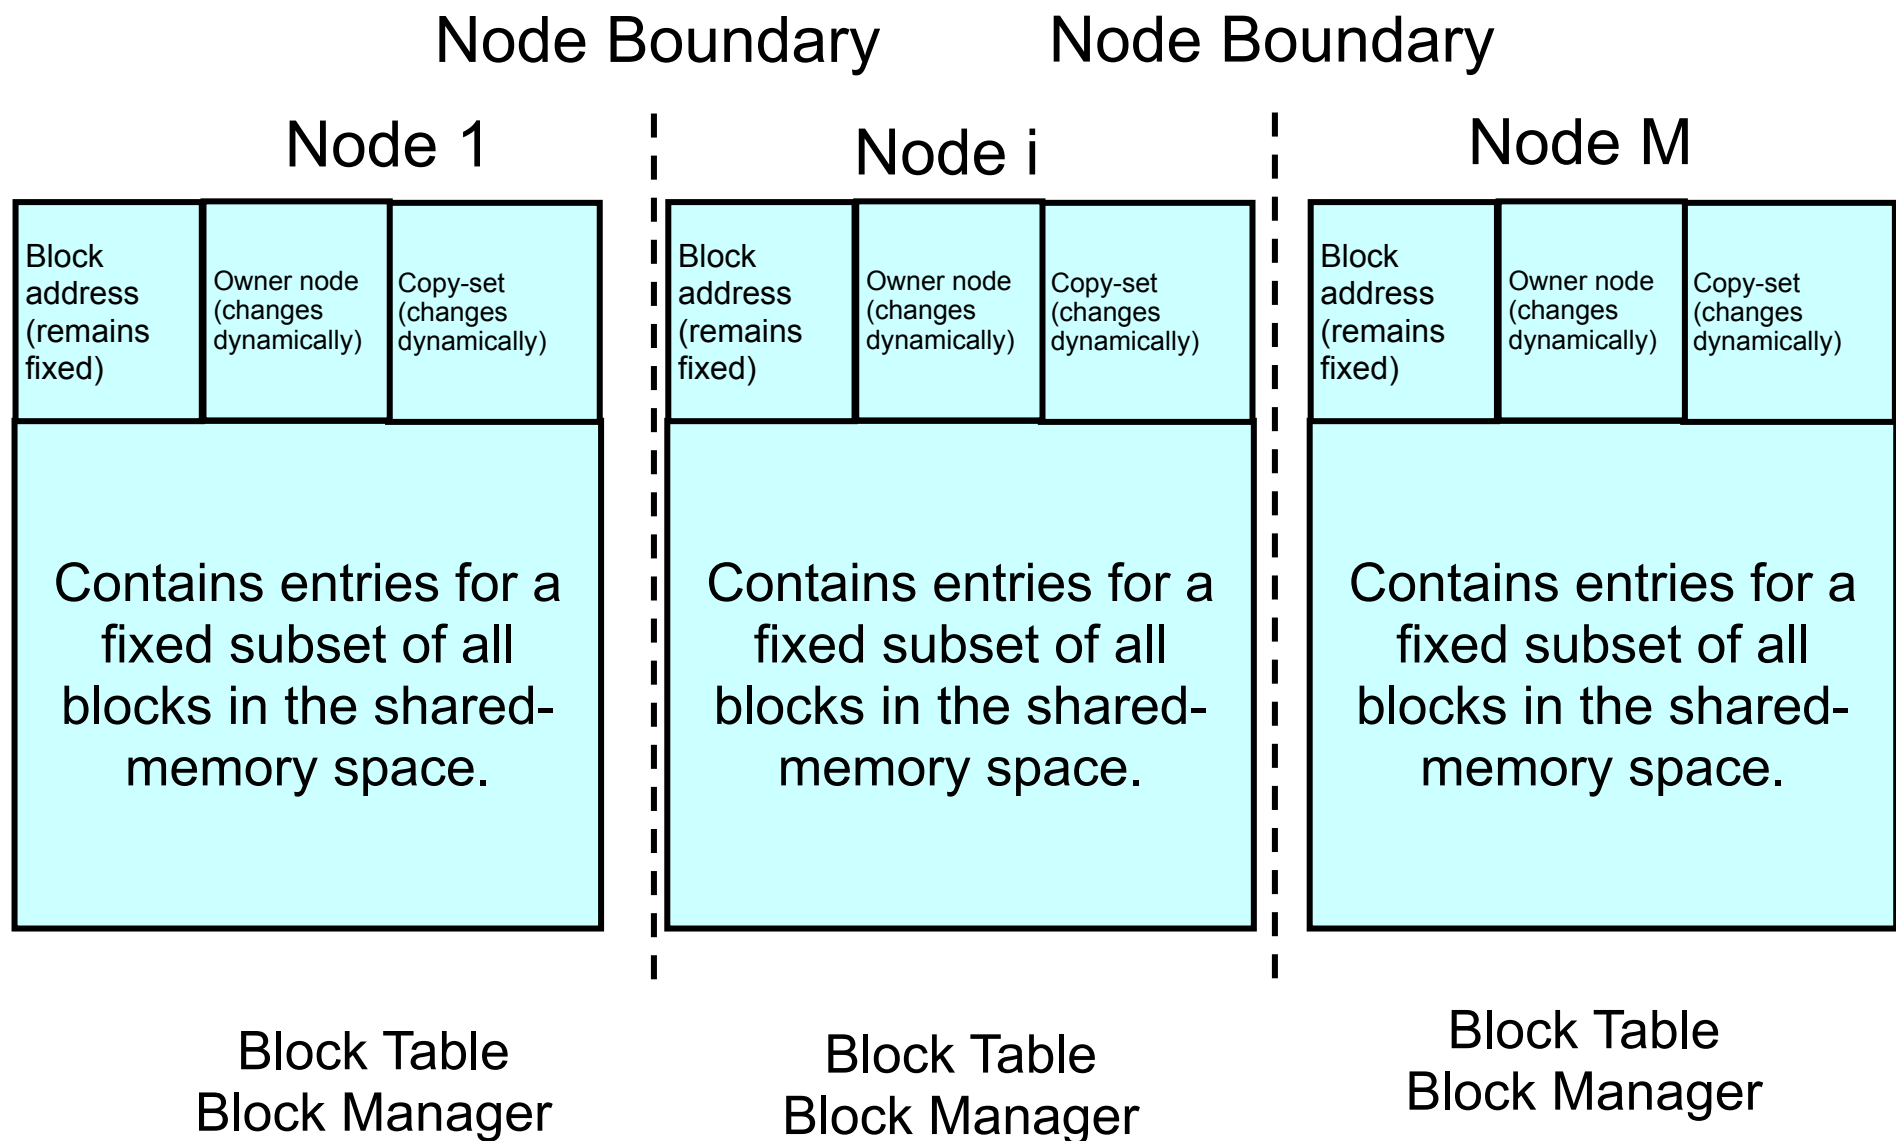 Node Boundary
Node Boundary
Node 1
Node i
Node M
Block
address
(remains
fixed)
Owner node
(changes
dynamically)
Copy-set
(changes
dynamically)
Contains entries for a
fixed subset of all
blocks in the shared-
memory space.
Block
address
(remains
fixed)
Owner node
(changes
dynamically)
Copy-set
(changes
dynamically)
Contains entries for a
fixed subset of all
blocks in the shared-
memory space.
Block
address
(remains
fixed)
Owner node
(changes
dynamically)
Copy-set
(changes
dynamically)
Contains entries for a
fixed subset of all
blocks in the shared-
memory space.
Block Table
Block Manager
Block Table
Block Manager
Block Table
Block Manager